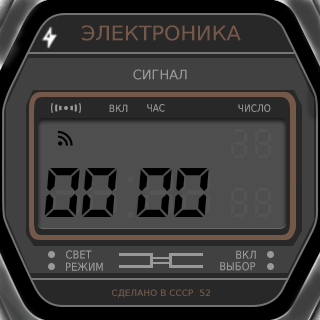 ЭЛЕКТРОНИКА
СИГНАЛ
ВКЛ ЧАС ЧИСЛО
00 00
СВЕТ ВКЛ
РЕЖИМ ВЫБОР
СДЕЛАНО В СССР 52